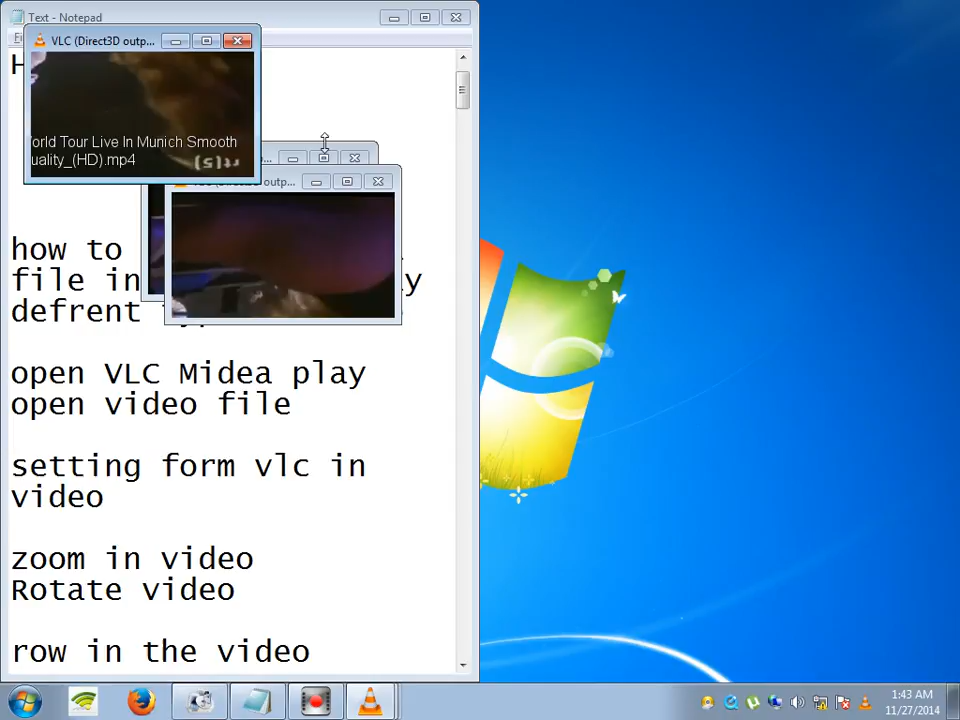 Text - Notepad
VLC (Direct3D outp...
H
orld Tour Live In Munich Smooth
uality_(HD).mp4
how to
file in
defrent
open VLC Midea play
open video file
setting form vlc in
video
zoom in video
Rotate video
row in the video
1:43 AM
11/27/2014